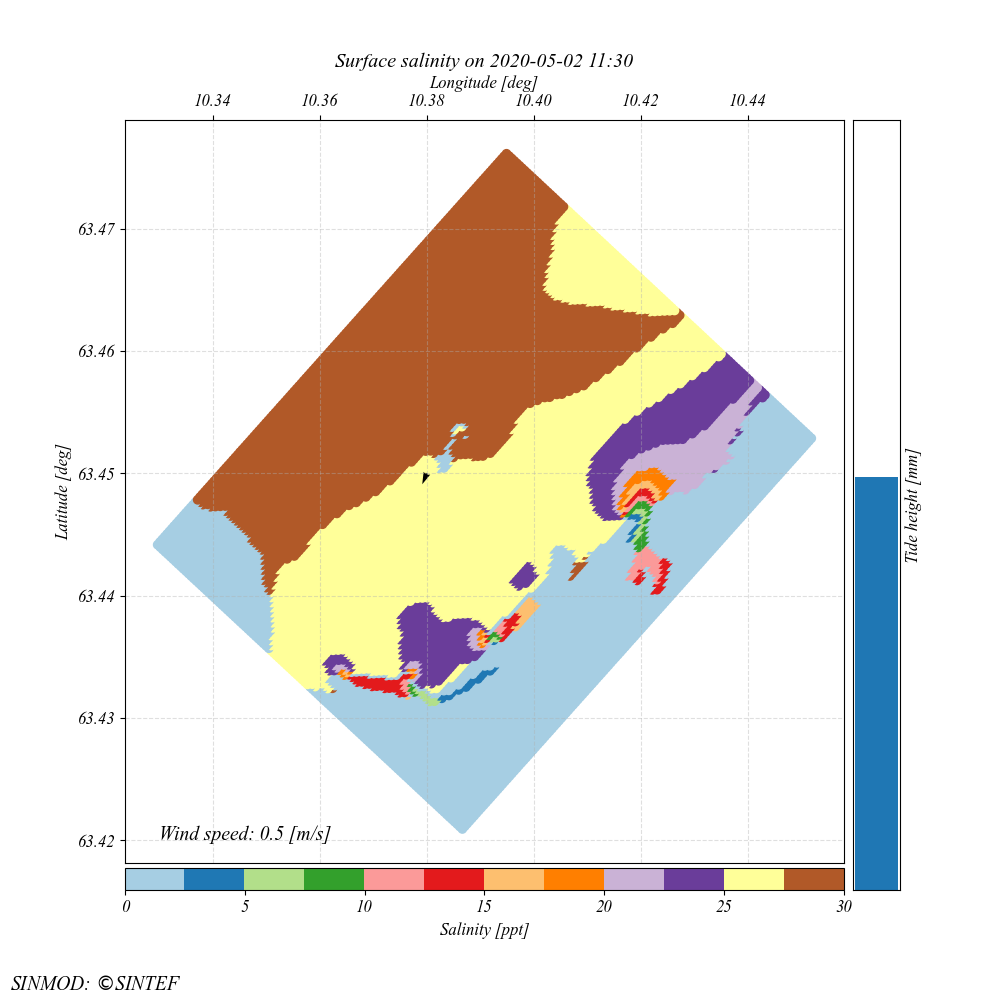 Surface salinity on 2020-05-02 11:30
Longitude [deg]
10.34 10.36 10.38 10.40 10.42 10.44
63.47
63.46
63.45
63.44
63.43
63.42
Latitude [deg]
Tide height [mm]
Wind speed: 0.5 [m/s]
0 5 10 15 20 25 30
Salinity [ppt]
SINMOD: ©SINTEF